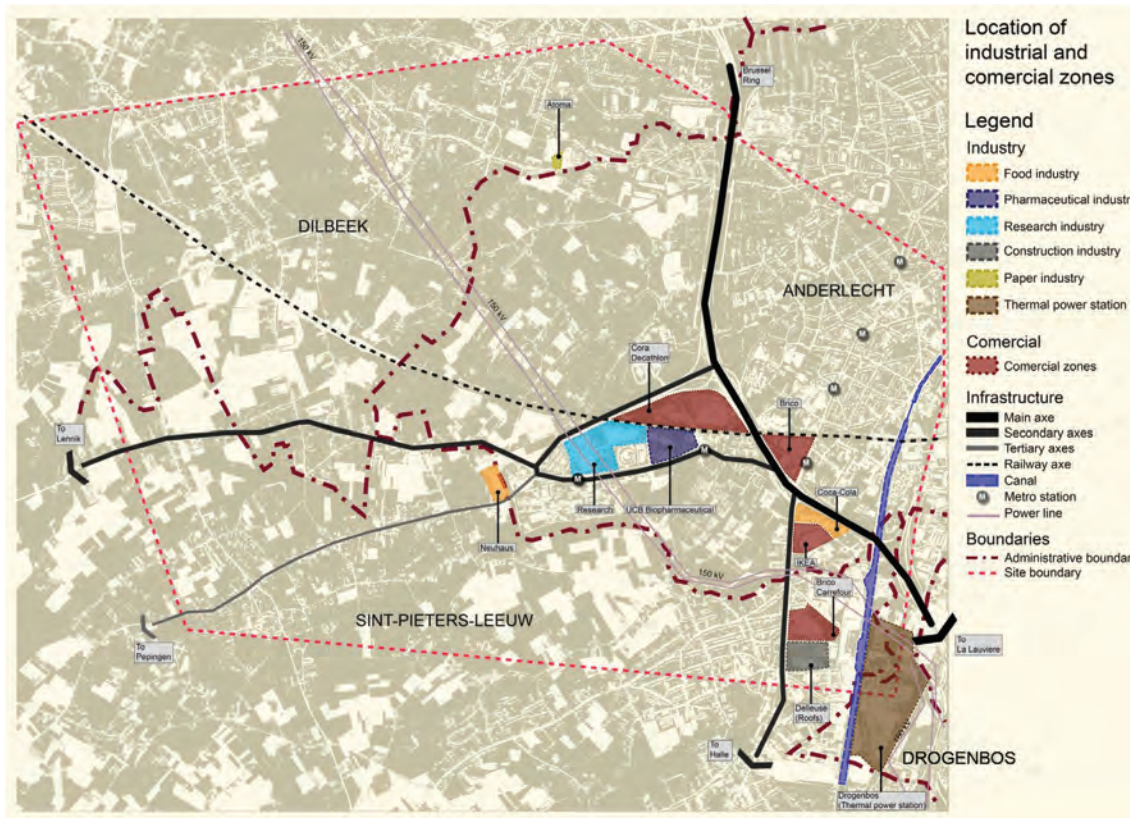 Location of
industrial and
comercial zones
Legend
Industry
Food industry
Pharmaceutical industr
Research industry
Construction industry
Paper industry
Thermal power station
Comercial
Comercial zones
Infrastructure
Main axe
Secondary axes
Tertiary axes
Railway axe
Canal
M
Metro station
Power line
Boundaries
Administrative boundar
Site boundary
150 kV
Brussel
Ring
Atoma
DILBEEK
M
ANDERLECHT
150 kV
M
Cora
Decathlon
M
Brico
To
Lennik
M
M
M
Research
UCB Biopharmaceutical
Coca-Cola
Neuhaus
IKEA
150 kV
Brico
Carrefour
SINT-PIETERS-LEEUW
To
Pepingen
To
La Lauviere
Delleuse
(Roofs)
To
Halle
DROGENBOS
Drogenbos
(Thermal power station)